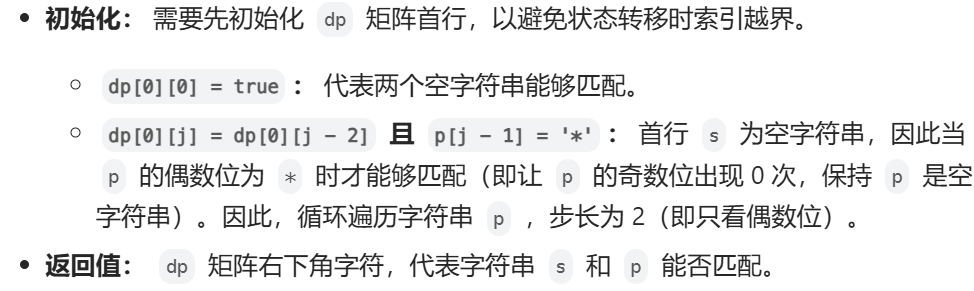 • 初始化： 需要先初始化 dp 矩阵首行，以避免状态转移时索引越界。
○ dp[0][0] = true ： 代表两个空字符串能够匹配。
○ dp[0][j] = dp[0][j - 2] 且 p[j - 1] = '*' ： 首行 s 为空字符串，因此当
p 的偶数位为 * 时才能够匹配（即让 p 的奇数位出现 0 次，保持 p 是空
字符串）。因此，循环遍历字符串 p ，步长为 2（即只看偶数位）。
• 返回值： dp 矩阵右下角字符，代表字符串 s 和 p 能否匹配。